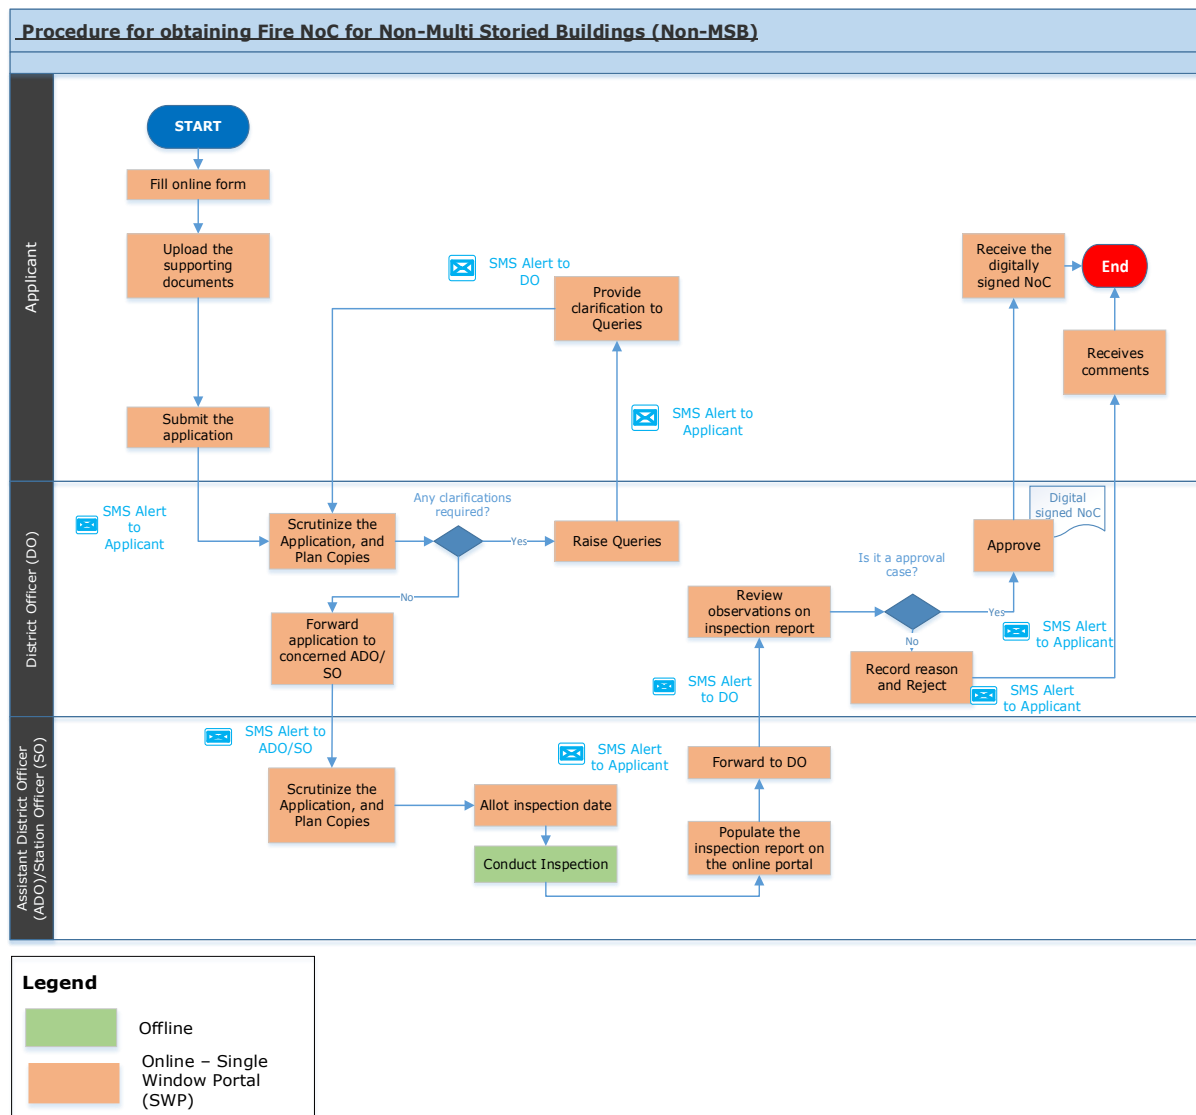 Procedure for obtaining Fire NoC for Non-Multi Storied Buildings (Non-MSB)
Applicant
START
Fill online form
Upload the
supporting
documents
Submit the
application
SMS Alert to
DO
Provide
clarification to
Queries
SMS Alert to
Applicant
Receive the
digitally
signed NoC
End
Receives
comments
District Officer (DO)
SMS Alert
to
Applicant
Scrutinize the
Application, and
Plan Copies
Any clarifications
required?
Yes
Raise Queries
No
Forward
application to
concerned ADO/
SO
Review
observations on
inspection report
Is it a approval
case?
Yes
Approve
Digital
signed NoC
SMS Alert
to Applicant
No
Record reason
and Reject
SMS Alert
to Applicant
SMS Alert
to DO
Assistant District Officer
(ADO)/Station Officer (SO)
SMS Alert to
ADO/SO
Scrutinize the
Application, and
Plan Copies
Allot inspection date
SMS Alert
to Applicant
Conduct Inspection
Forward to DO
Populate the
inspection report on
the online portal
Legend
Offline
Online – Single
Window Portal
(SWP)